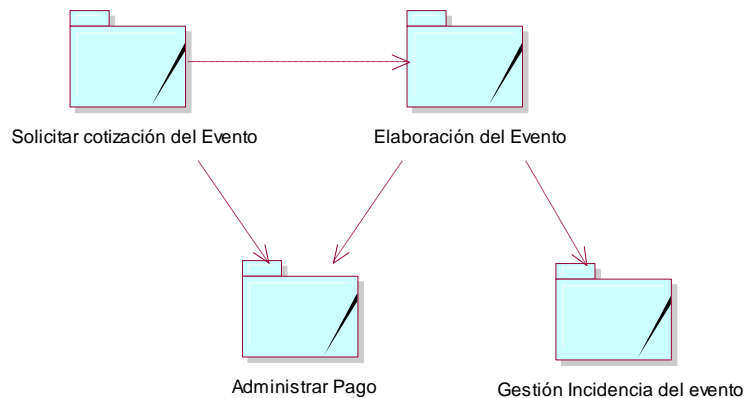 Solicitar cotización del Evento
Elaboración del Evento
Administrar Pago
Gestión Incidencia del evento